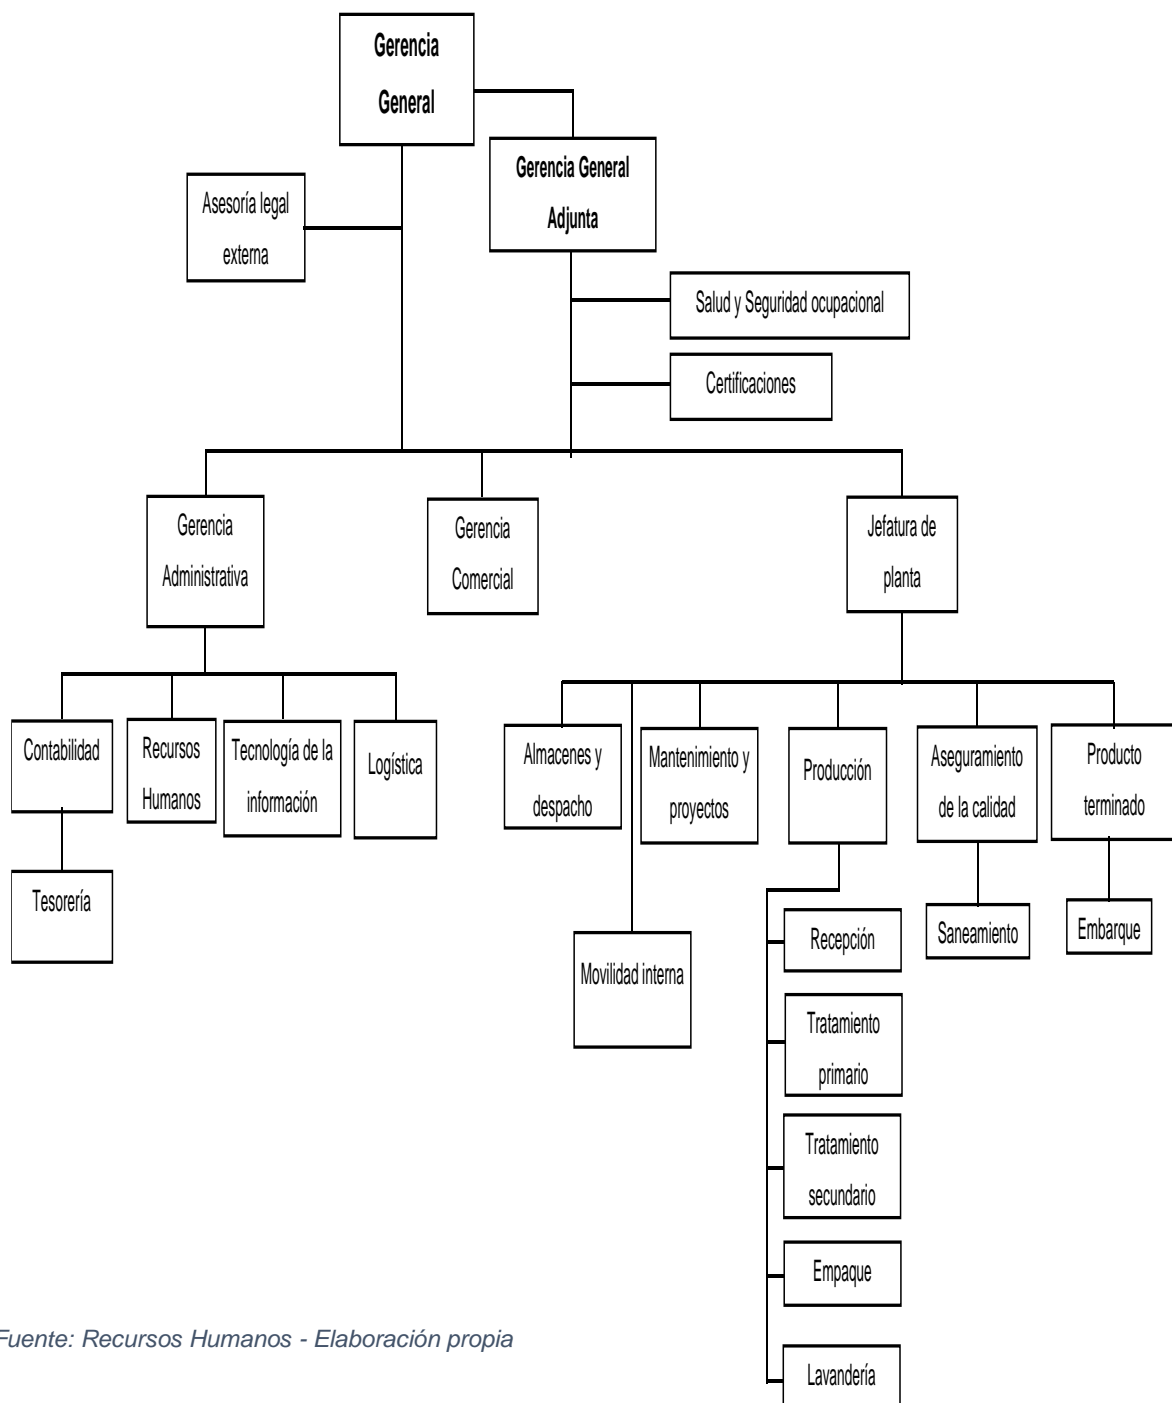 Gerencia
General
Gerencia General
Adjunta
Asesoría legal
externa
Salud y Seguridad ocupacional
Certificaciones
Gerencia
Administrativa
Gerencia
Comercial
Jefatura de
planta
Contabilidad
Recursos
Humanos
Tecnología de la
información
Logística
Almacenes y
despacho
Mantenimiento y
proyectos
Producción
Aseguramiento
de la calidad
Producto
terminado
Tesorería
Movilidad interna
Recepción
Saneamiento
Embarque
Tratamiento
primario
Tratamiento
secundario
Empaque
Lavandería
Fuente: Recursos Humanos - Elaboración propia